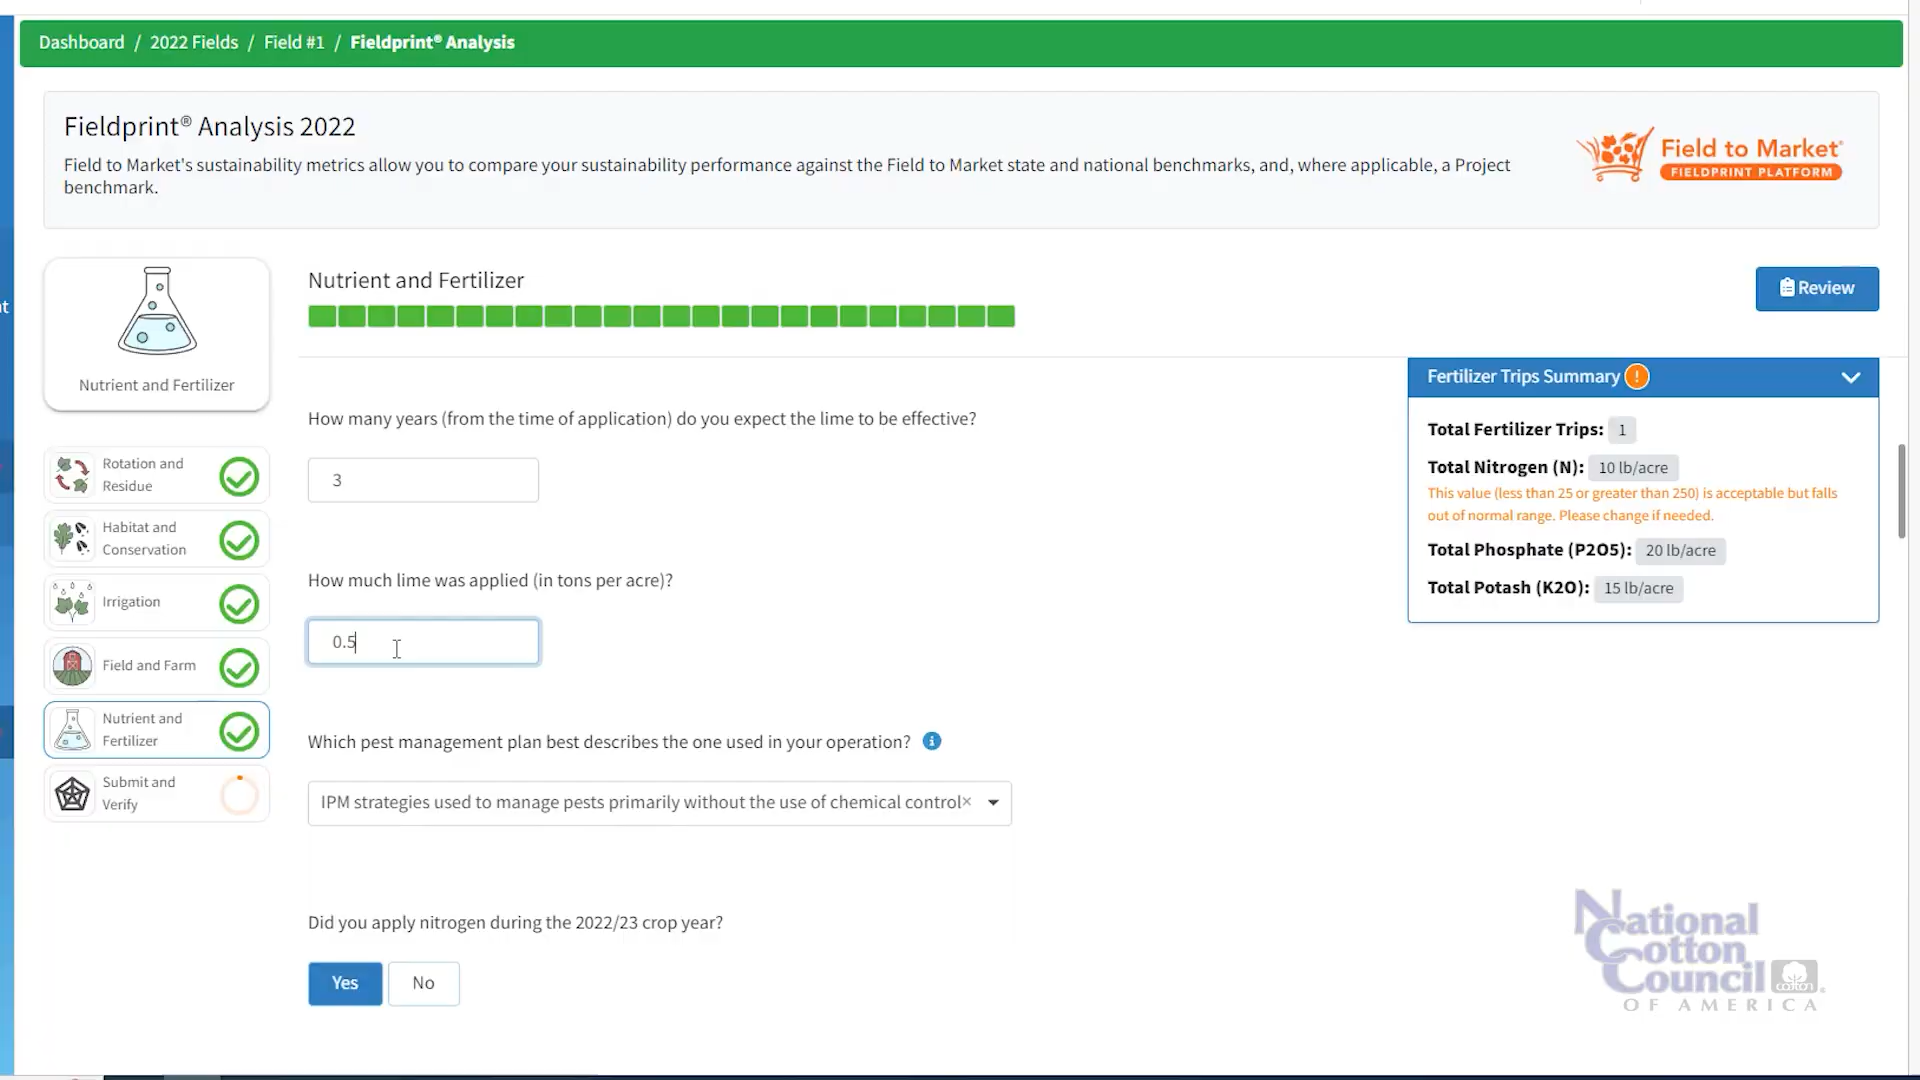 Dashboard / 2022 Fields / Field #1 / Fieldprint® Analysis
Fieldprint® Analysis 2022
Field to Market's sustainability metrics allow you to compare your sustainability performance against the Field to Market state and national benchmarks, and, where applicable, a Project
benchmark.
Field to Market®
FIELDPRINT PLATFORM
Nutrient and Fertilizer
Nutrient and Fertilizer
Review
Rotation and
Residue
Habitat and
Conservation
Irrigation
Field and Farm
Nutrient and
Fertilizer
Submit and
Verify
How many years (from the time of application) do you expect the lime to be effective?
3
How much lime was applied (in tons per acre)?
0.5
Which pest management plan best describes the one used in your operation?
IPM strategies used to manage pests primarily without the use of chemical control×
Did you apply nitrogen during the 2022/23 crop year?
Yes No
Fertilizer Trips Summary !
Total Fertilizer Trips: 1
Total Nitrogen (N): 10 lb/acre
This value (less than 25 or greater than 250) is acceptable but falls
out of normal range. Please change if needed.
Total Phosphate (P2O5): 20 lb/acre
Total Potash (K2O): 15 lb/acre
National
Cotton
Council
cotton
OF AMERICA